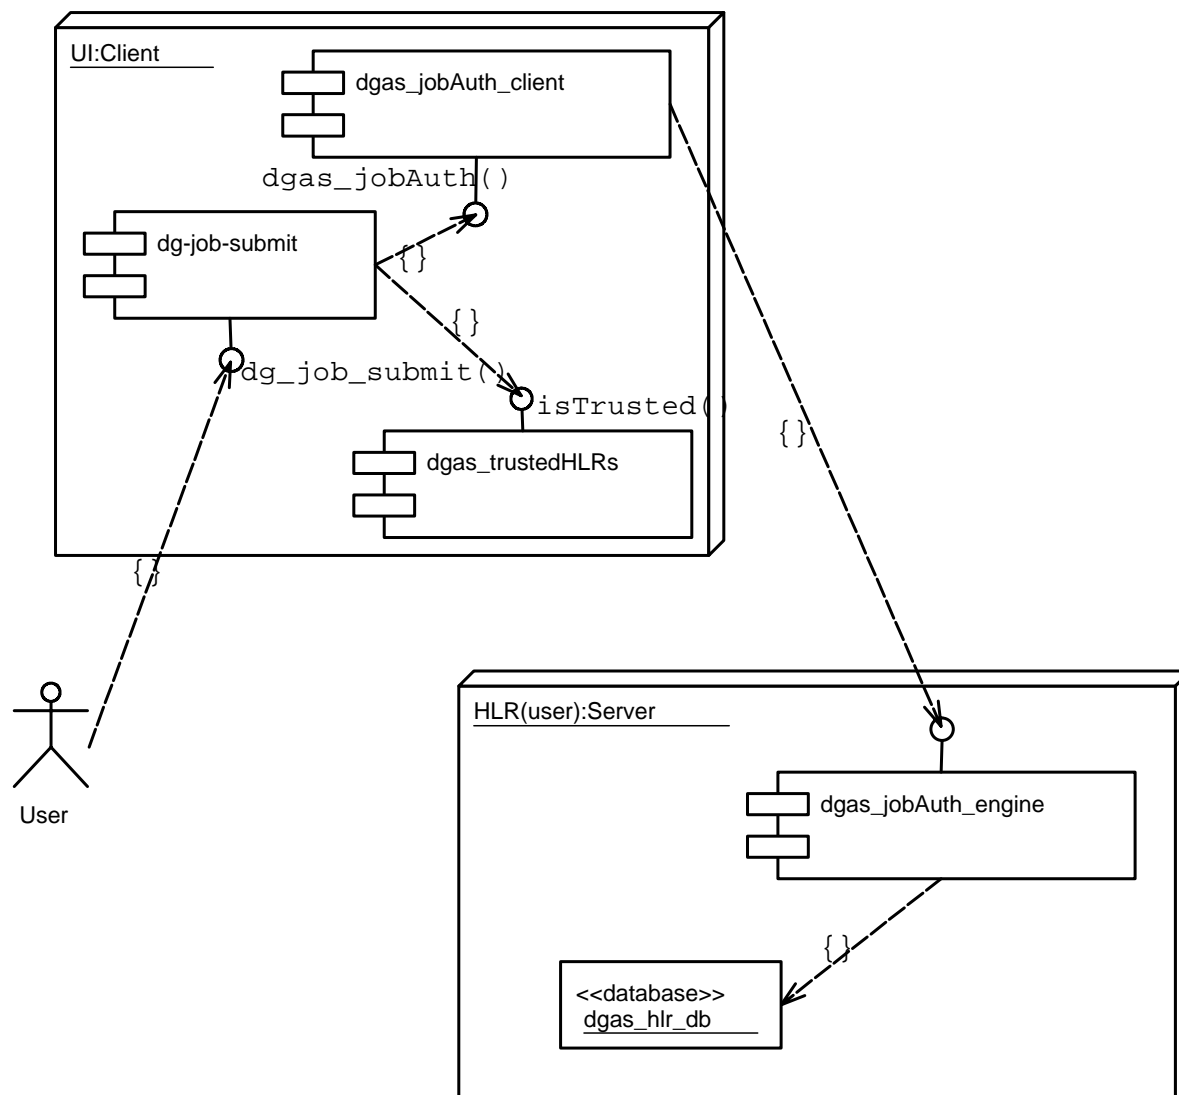 UI:Client
dgas_jobAuth_client
dgas_jobAuth()
dg-job-submit
{}
{}
dg_job_submit()
isTrusted()
{}
dgas_trustedHLRs
{}
HLR(user):Server
User
dgas_jobAuth_engine
{}
<<database>>
dgas_hlr_db